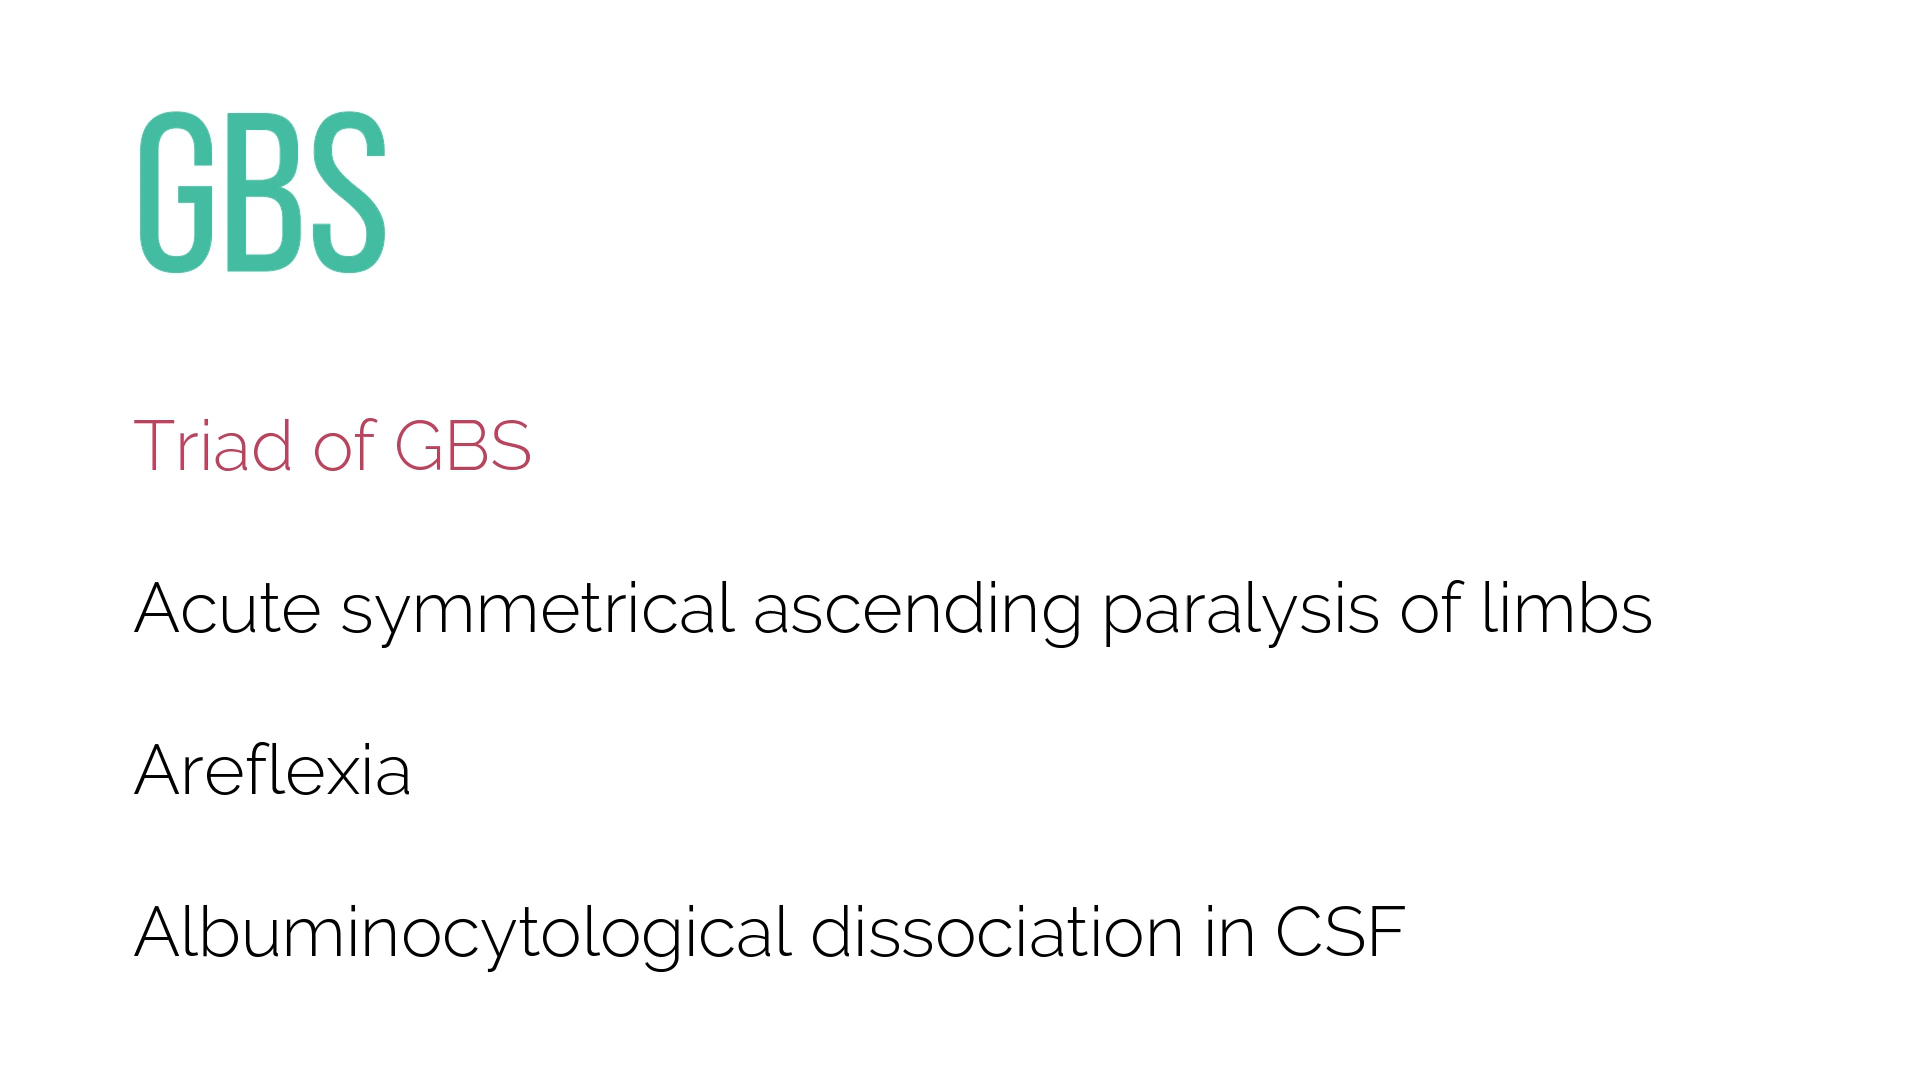 GBS
Triad of GBS
Acute symmetrical ascending paralysis of limbs
Areflexia
Albuminocytological dissociation in CSF